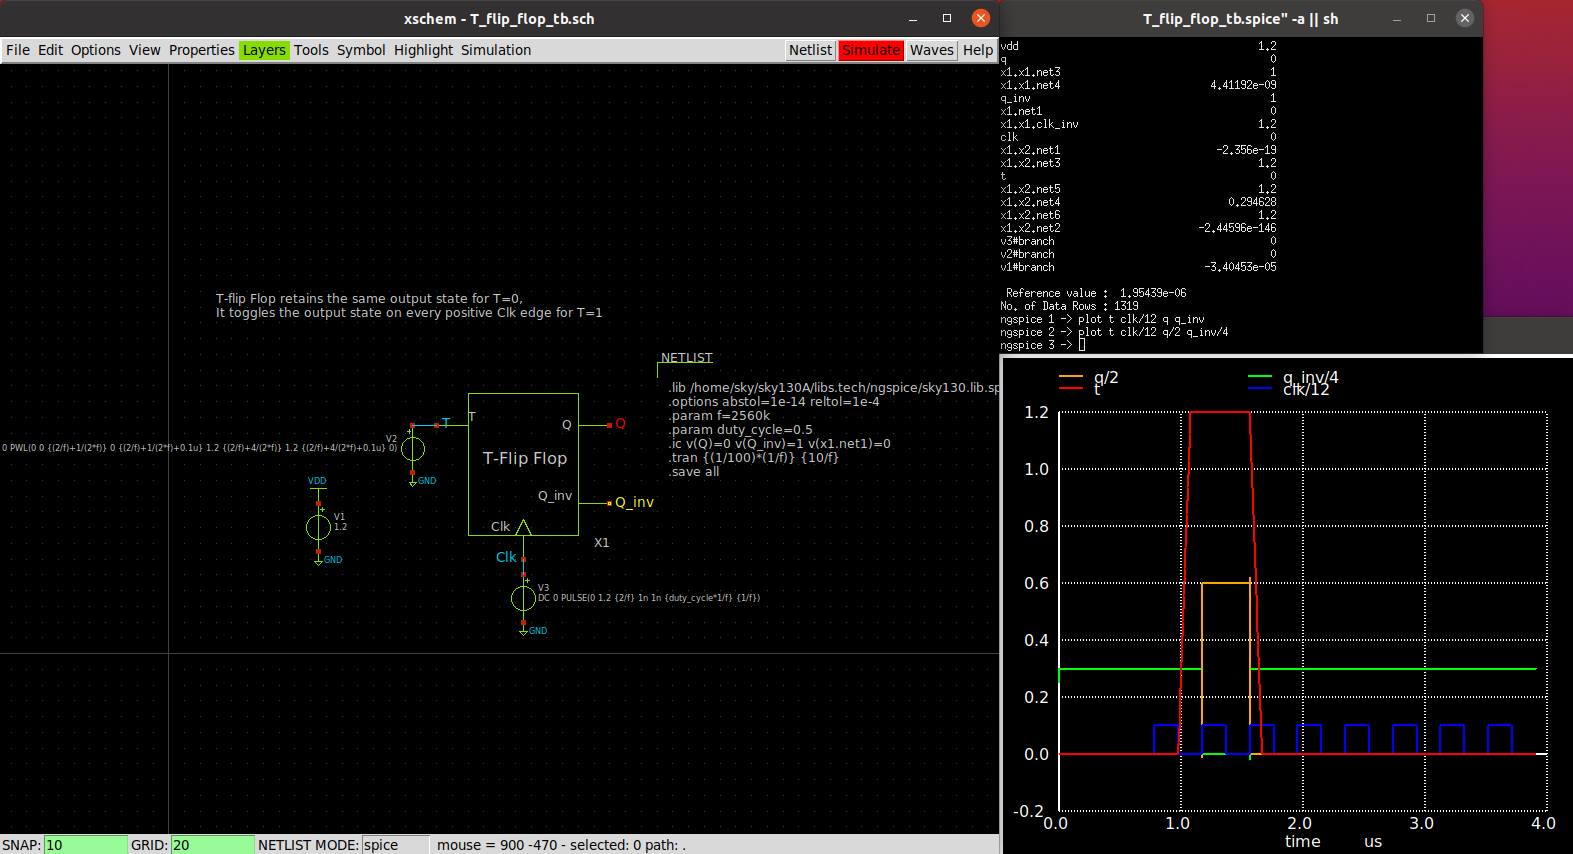 xschem - T_flip_flop_tb.sch
File Edit Options View Properties Layers Tools Symbol Highlight Simulation Netlist Simulate Waves Help
T-flip Flop retains the same output state for T=0,
It toggles the output state on every positive Clk edge for T=1
NETLIST
.lib /home/sky/sky130A/libs.tech/ngspice/sky130.lib.sp
.options abstol=1e-14 reltol=1e-4
.param f=2560k
.param duty_cycle=0.5
.ic v(Q)=0 v(Q_inv)=1 v(x1.net1)=0
.tran {(1/100)*(1/f)} {10/f}
.save all
T
T
Q
Q
V2
0 PWL(0 0 {(2/f)+1/(2*f)} 0 {(2/f)+1/(2*f)+0.1u} 1.2 {(2/f)+4/(2*f)} 1.2 {(2/f)+4/(2*f)+0.1u} 0)
T-Flip Flop
GND
VDD
Q_inv
Q_inv
V1
1.2
Clk
X1
GND
Clk
V3
DC 0 PULSE(0 1.2 {2/f} 1n 1n {duty_cycle*1/f} {1/f})
GND
SNAP: 10 GRID: 20 NETLIST MODE: spice mouse = 900 -470 - selected: 0 path: .
T_flip_flop_tb.spice" -a || sh
vdd 1.2
q 0
x1.x1.net3 1
x1.x1.net4 4.41192e-09
q_inv 1
x1.net1 0
x1.x1.clk_inv 1.2
clk 0
x1.x2.net1 -2.356e-19
x1.x2.net3 1.2
t 0
x1.x2.net5 1.2
x1.x2.net4 0.294628
x1.x2.net6 1.2
x1.x2.net2 -2.44596e-146
v3#branch 0
v2#branch 0
v1#branch -3.40453e-05
Reference value : 1.95439e-06
No. of Data Rows : 1319
ngspice 1 -> plot t clk/12 q q_inv
ngspice 2 -> plot t clk/12 q/2 q_inv/4
ngspice 3 ->
q/2 q_inv/4
t clk/12
1.2
1.0
0.8
0.6
0.4
0.2
0.0
-0.2
0.0 1.0 2.0 3.0 4.0
time us